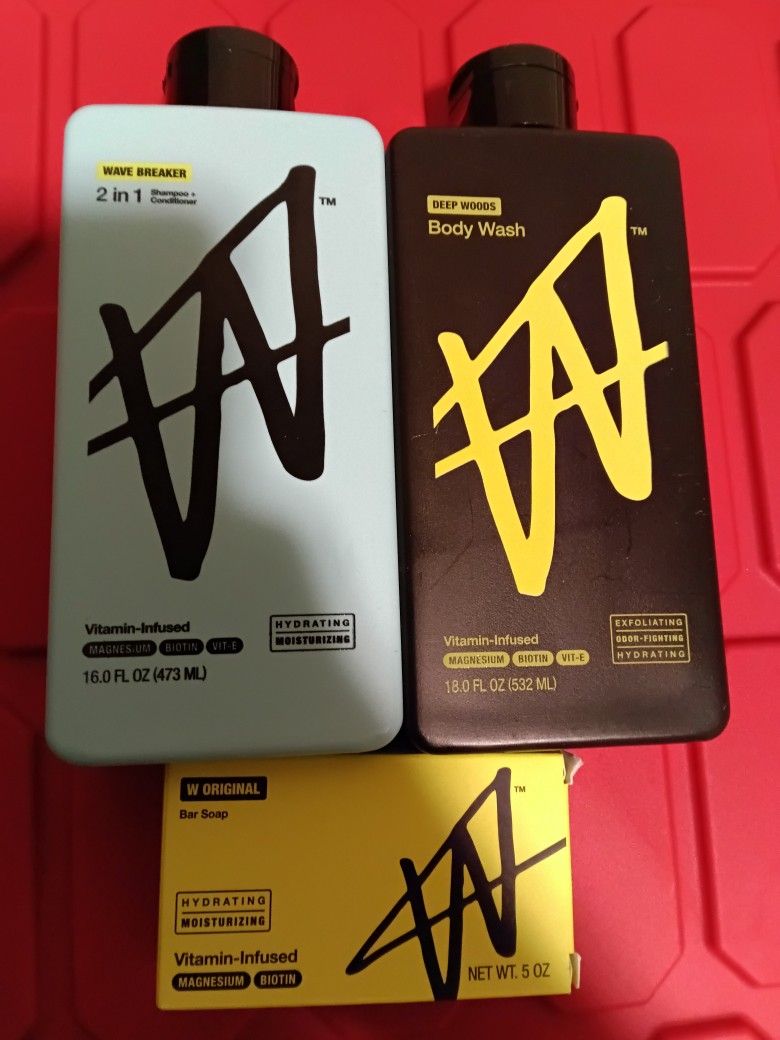 WAVE BREAKER
2 in 1 Shampoo +
Conditioner
TM
W
Vitamin-Infused
MAGNESIUM BIOTIN VIT-E
HYDRATING
MOISTURIZING
16.0 FL OZ (473 ML)
DEEP WOODS
Body Wash
TM
W
Vitamin-Infused
MAGNESIUM BIOTIN VIT-E
EXFOLIATING
ODOR-FIGHTING
HYDRATING
18.0 FL OZ (532 ML)
W ORIGINAL
Bar Soap
TM
W
HYDRATING
MOISTURIZING
Vitamin-Infused
MAGNESIUM BIOTIN
NET WT. 5 OZ